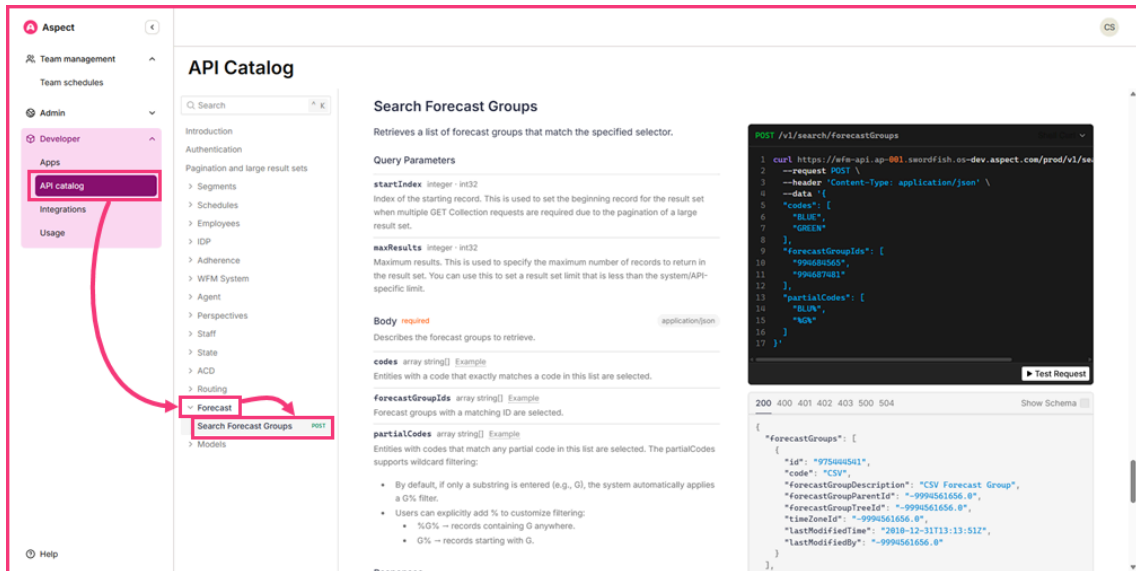 Aspect
CS
Team management
Team schedules
Admin
Developer
Apps
API catalog
Integrations
Usage
Help
API Catalog
Search
^ K
Introduction
Authentication
Pagination and large result sets
Segments
Schedules
Employees
IDP
Adherence
WFM System
Agent
Perspectives
Staff
State
ACD
Routing
Forecast
Search Forecast Groups POST
Models
Search Forecast Groups
Retrieves a list of forecast groups that match the specified selector.
Query Parameters
startIndex integer · int32
Index of the starting record. This is used to set the beginning record for the result set
when multiple GET Collection requests are required due to the pagination of a large
result set.
maxResults integer · int32
Maximum results. This is used to specify the maximum number of records to return in
the result set. You can use this to set a result set limit that is less than the system/API-
specific limit.
Body required application/json
Describes the forecast groups to retrieve.
codes array string[] Example
Entities with a code that exactly matches a code in this list are selected.
forecastGroupIds array string[] Example
Forecast groups with a matching ID are selected.
partialCodes array string[] Example
Entities with codes that match any partial code in this list are selected. The partialCodes
supports wildcard filtering:
• By default, if only a substring is entered (e.g., G), the system automatically applies
a G% filter.
• Users can explicitly add % to customize filtering:
• %G% → records containing G anywhere.
• G% → records starting with G.
POST /v1/search/forecastGroups
1 curl https://wfm-api.ap-001.swordfish.os-dev.aspect.com/prod/v1/sea
2 --request POST \
3 --header 'Content-Type: application/json' \
4 --data '{
5 "codes": [
6 "BLUE",
7 "GREEN"
8 ],
9 "forecastGroupIds": [
10 "994684565",
11 "994687481"
12 ],
13 "partialCodes": [
14 "BLU%",
15 "%G%"
16 ]
17 }'
Test Request
200 400 401 402 403 500 504 Show Schema
{
"forecastGroups": [
{
"id": "975444541",
"code": "CSV",
"forecastGroupDescription": "CSV Forecast Group",
"forecastGroupParentId": "-9994561656.0",
"forecastGroupTreeId": "-9994561656.0",
"timeZoneId": "-9994561656.0",
"lastModifiedTime": "2010-12-31T13:13:51Z",
"lastModifiedBy": "-9994561656.0"
}
],